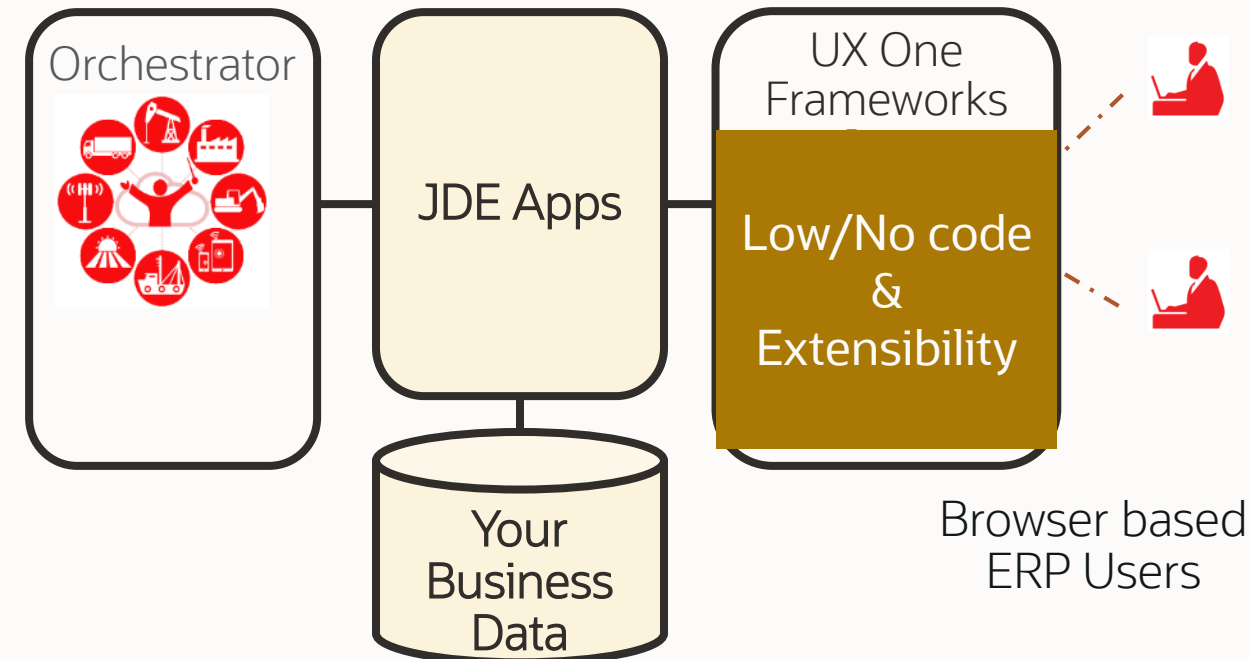 Orchestrator
JDE Apps
UX One
Frameworks
Low/No code
&
Extensibility
Your
Business
Data
Browser based
ERP Users